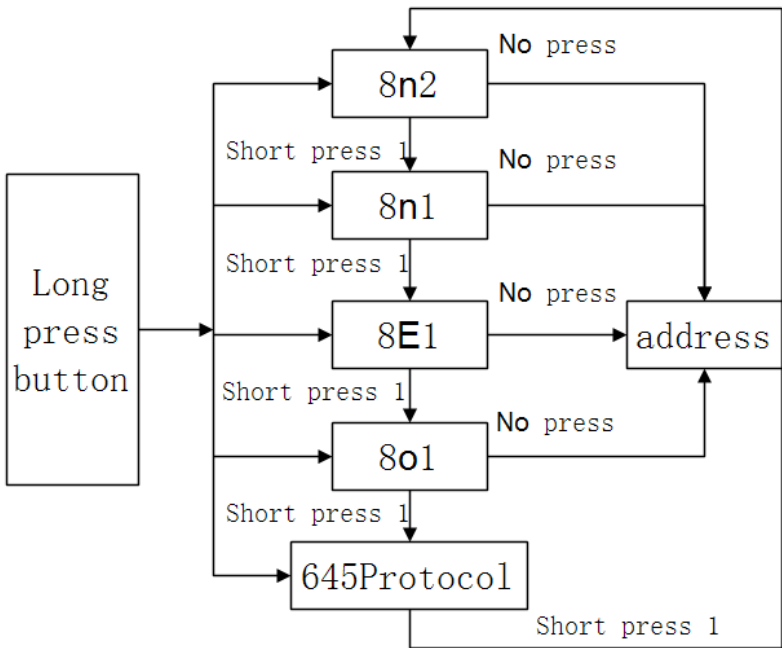 No press
8n2
Short press 1
No press
8n1
Short press 1
Long
press
button
No press
8E1
address
Short press 1
No press
8o1
Short press 1
645Protocol
Short press 1